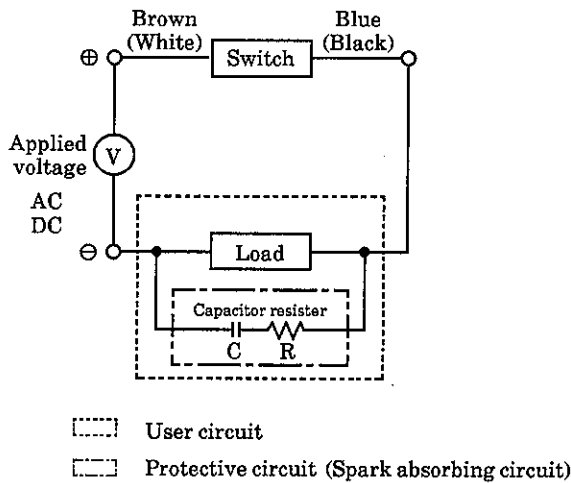 Brown
(White)
Blue
(Black)
⊕
Switch
Applied
voltage
V
AC
DC
⊖
Load
Capacitor resister
C
R
User circuit
Protective circuit (Spark absorbing circuit)